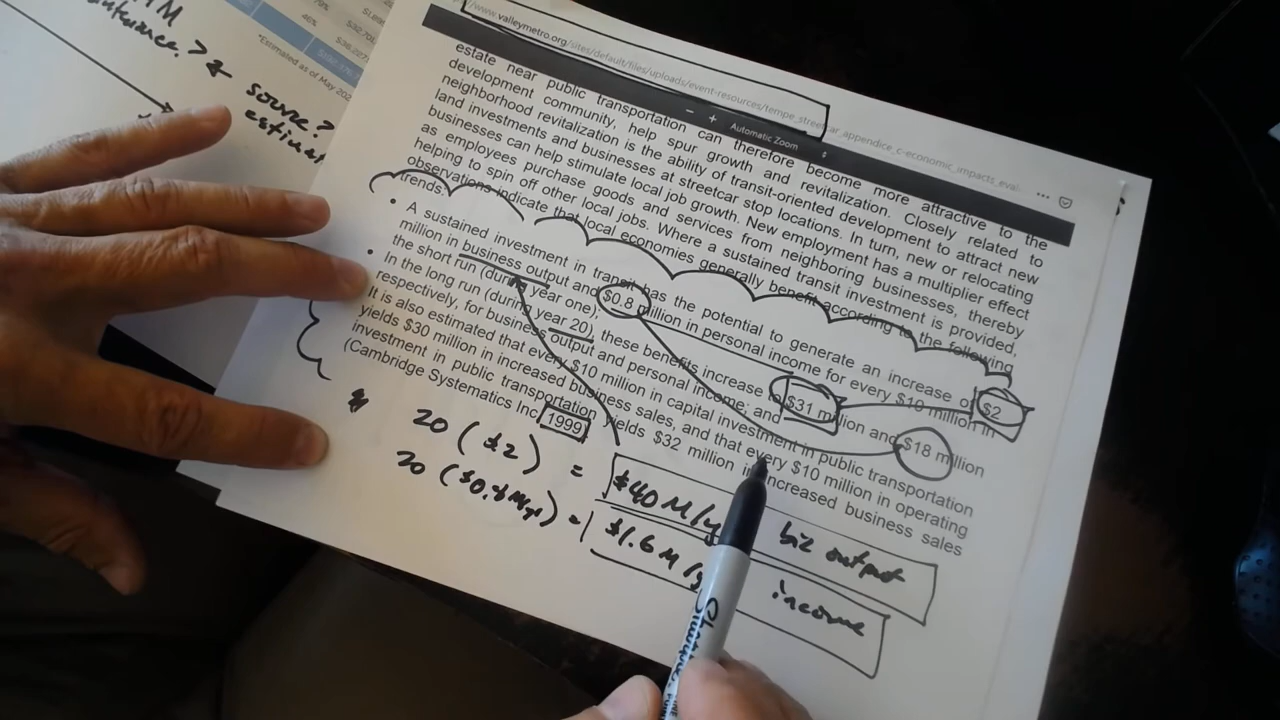 www.valleymetro.org/sites/default/files/uploads/event-resources/tempe_streetcar_appendice_c-economic_impacts_eval
− + Automatic Zoom
estate near public transportation can therefore become more attractive to the
development community, help spur growth and revitalization. Closely related to
neighborhood revitalization is the ability of transit-oriented development to attract new
land investments and businesses at streetcar stop locations. In turn, new or relocating
businesses can help stimulate local job growth. New employment has a multiplier effect
as employees purchase goods and services from neighboring businesses, thereby
helping to spin off other local jobs. Where a sustained transit investment is provided,
observations indicate that local economies generally benefit according to the following
trends:
• A sustained investment in transit has the potential to generate an increase of $2
million in business output and $0.8 million in personal income for every $10 million in
the short run (during year one);
• In the long run (during year 20), these benefits increase to $31 million and $18 million
respectively, for business output and personal income; and
It is also estimated that every $10 million in capital investment in public transportation
yields $30 million in increased business sales, and that every $10 million in operating
investment in public transportation yields $32 million in increased business sales
(Cambridge Systematics Inc, 1999
20 ($2) = $40 M/y biz output
20 ($0.8 M/yr) = $1.6 M/y income
source?
46%
*Estimated as of May 202